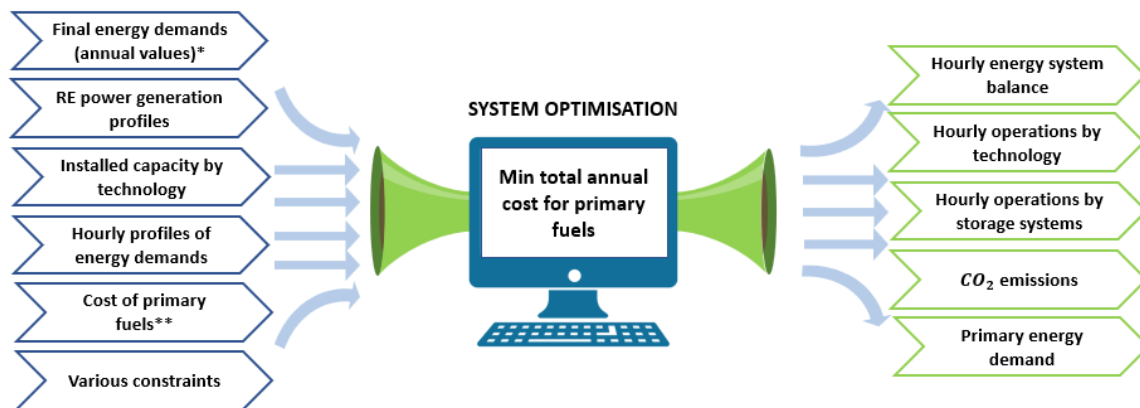 Final energy demands
(annual values)*
RE power generation
profiles
Installed capacity by
technology
Hourly profiles of
energy demands
Cost of primary
fuels**
Various constraints
SYSTEM OPTIMISATION
Min total annual
cost for primary
fuels
Hourly energy system
balance
Hourly operations by
technology
Hourly operations by
storage systems
CO₂ emissions
Primary energy
demand